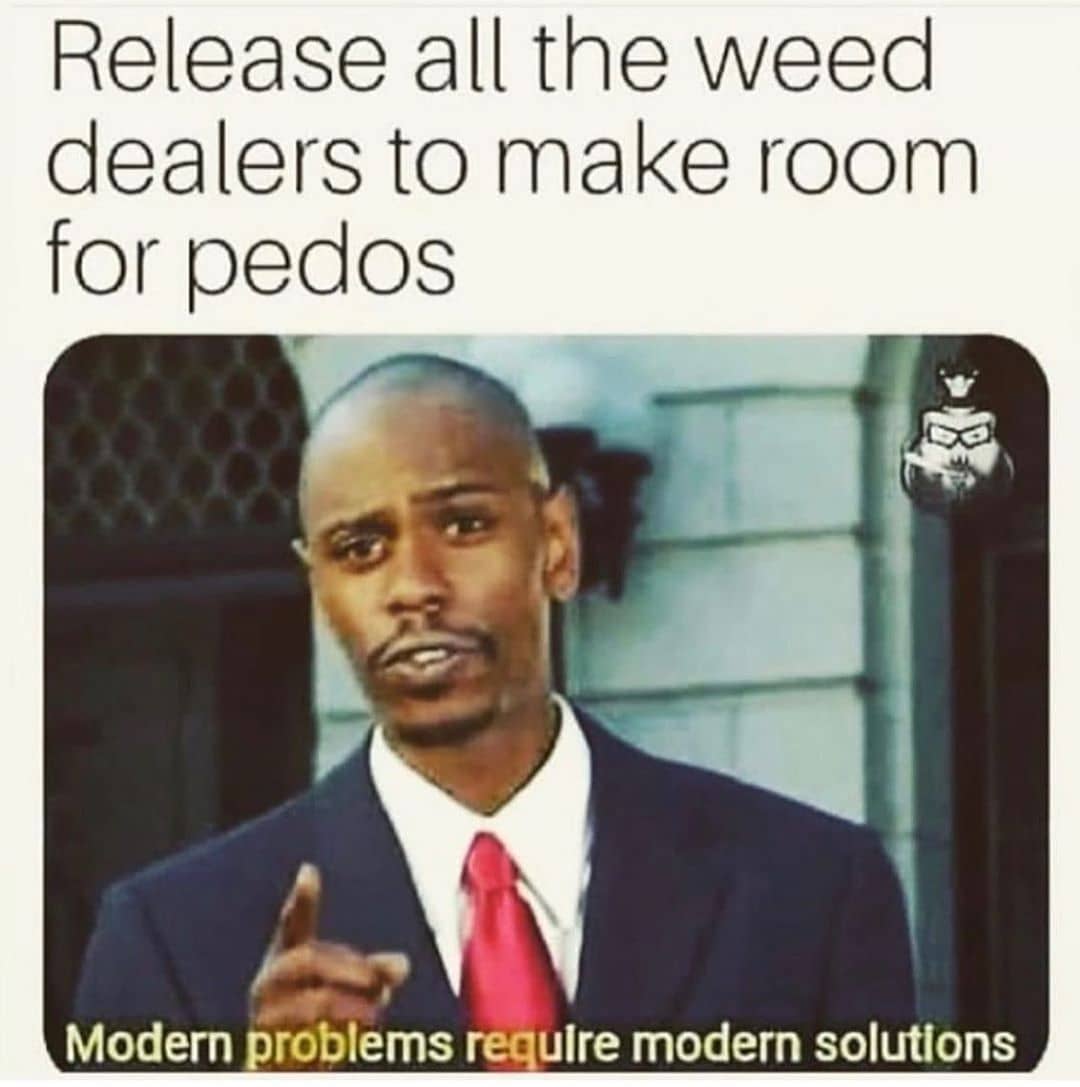 Release all the weed
dealers to make room
for pedos
Modern problems require modern solutions